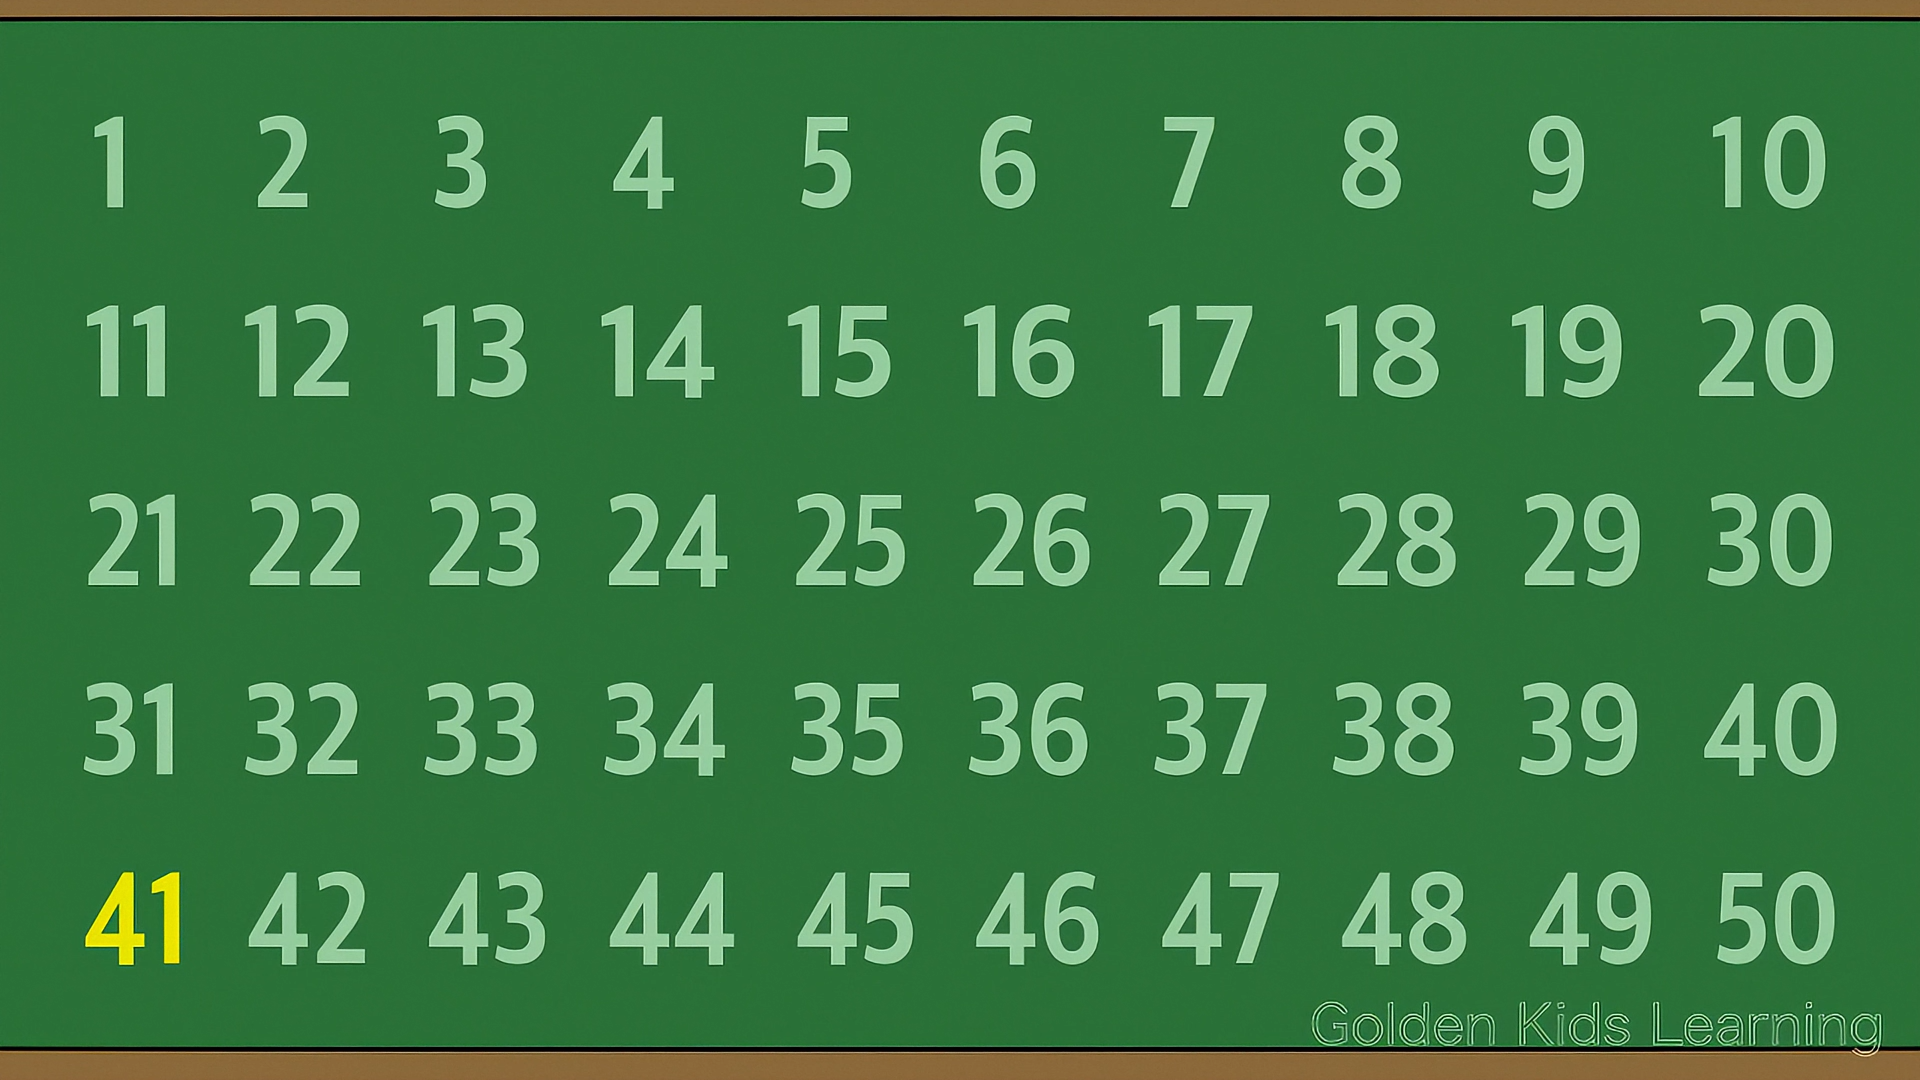 1 2 3 4 5 6 7 8 9 10
11 12 13 14 15 16 17 18 19 20
21 22 23 24 25 26 27 28 29 30
31 32 33 34 35 36 37 38 39 40
41 42 43 44 45 46 47 48 49 50
Golden Kids Learning